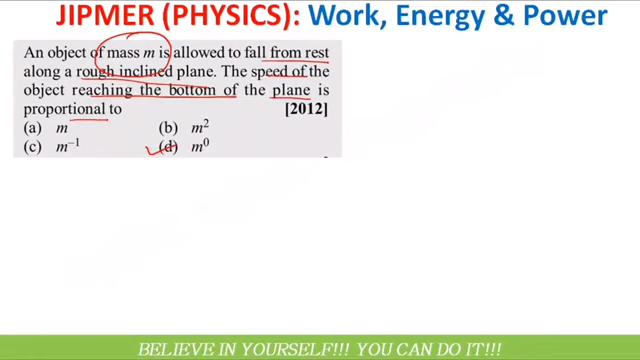 JIPMER (PHYSICS): Work, Energy & Power
An object of mass m is allowed to fall from rest
along a rough inclined plane. The speed of the
object reaching the bottom of the plane is
proportional to [2012]
(a) m (b) m²
(c) m⁻¹ (d) m⁰
BELIEVE IN YOURSELF!!! YOU CAN DO IT!!!